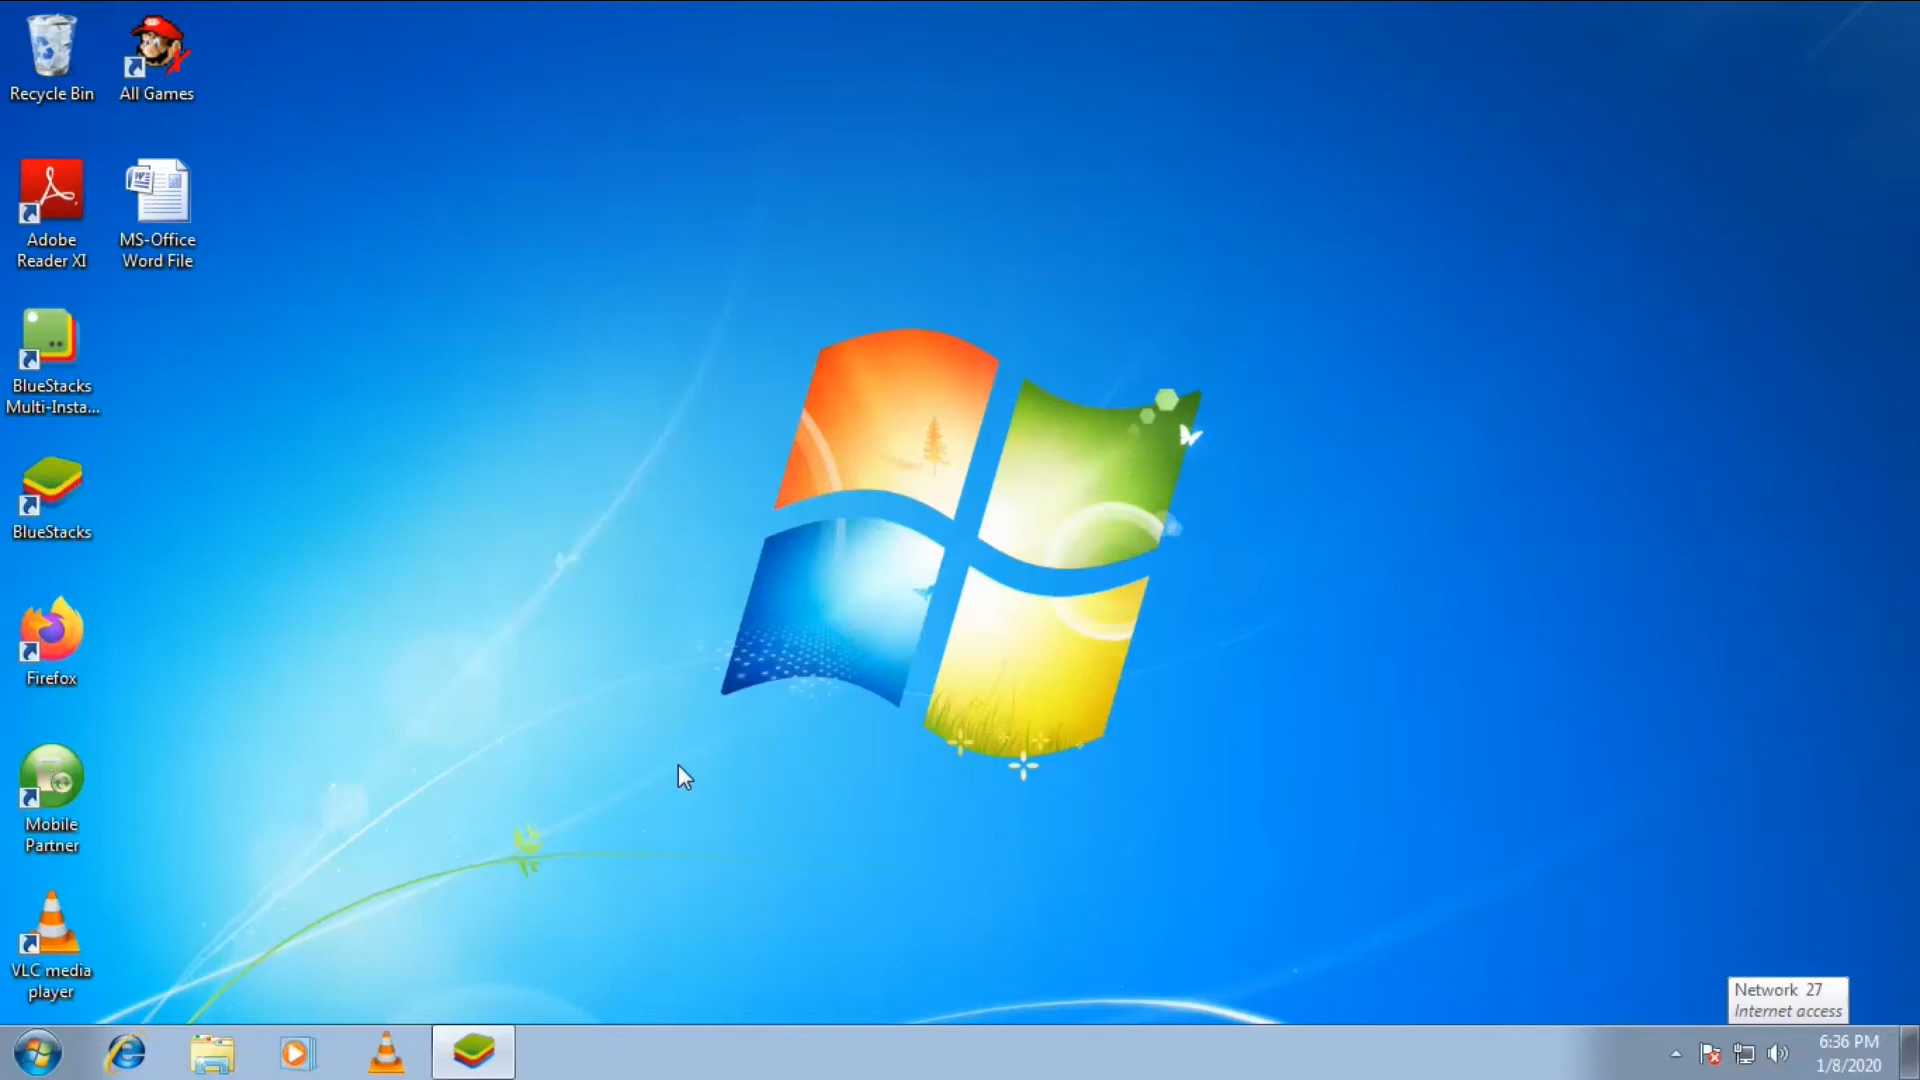 Recycle Bin
All Games
Adobe
Reader XI
MS-Office
Word File
BlueStacks
Multi-Insta...
BlueStacks
Firefox
Mobile
Partner
VLC media
player
Network 27
Internet access
6:36 PM
1/8/2020